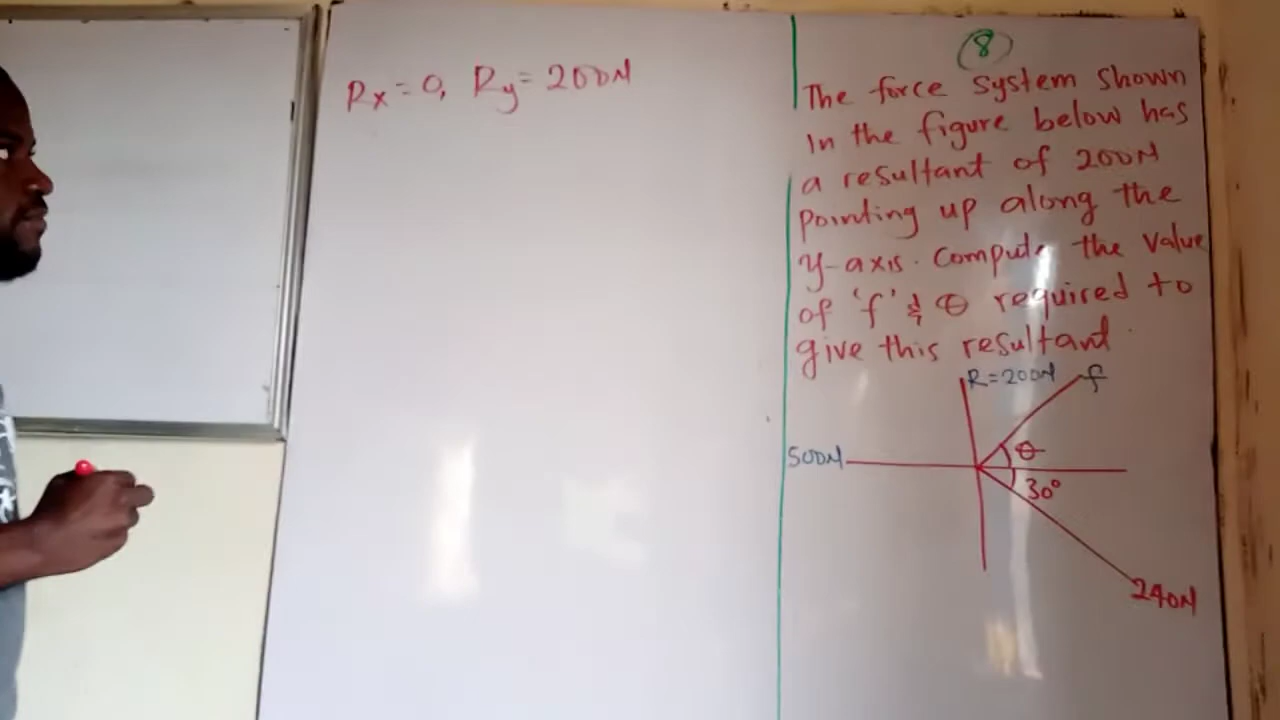 Rx = 0, Ry = 200N
8
The force system shown
in the figure below has
a resultant of 200N
pointing up along the
y-axis. Compute the value
of 'f' & θ required to
give this resultant.
R=200N
f
500N
θ
30°
240N